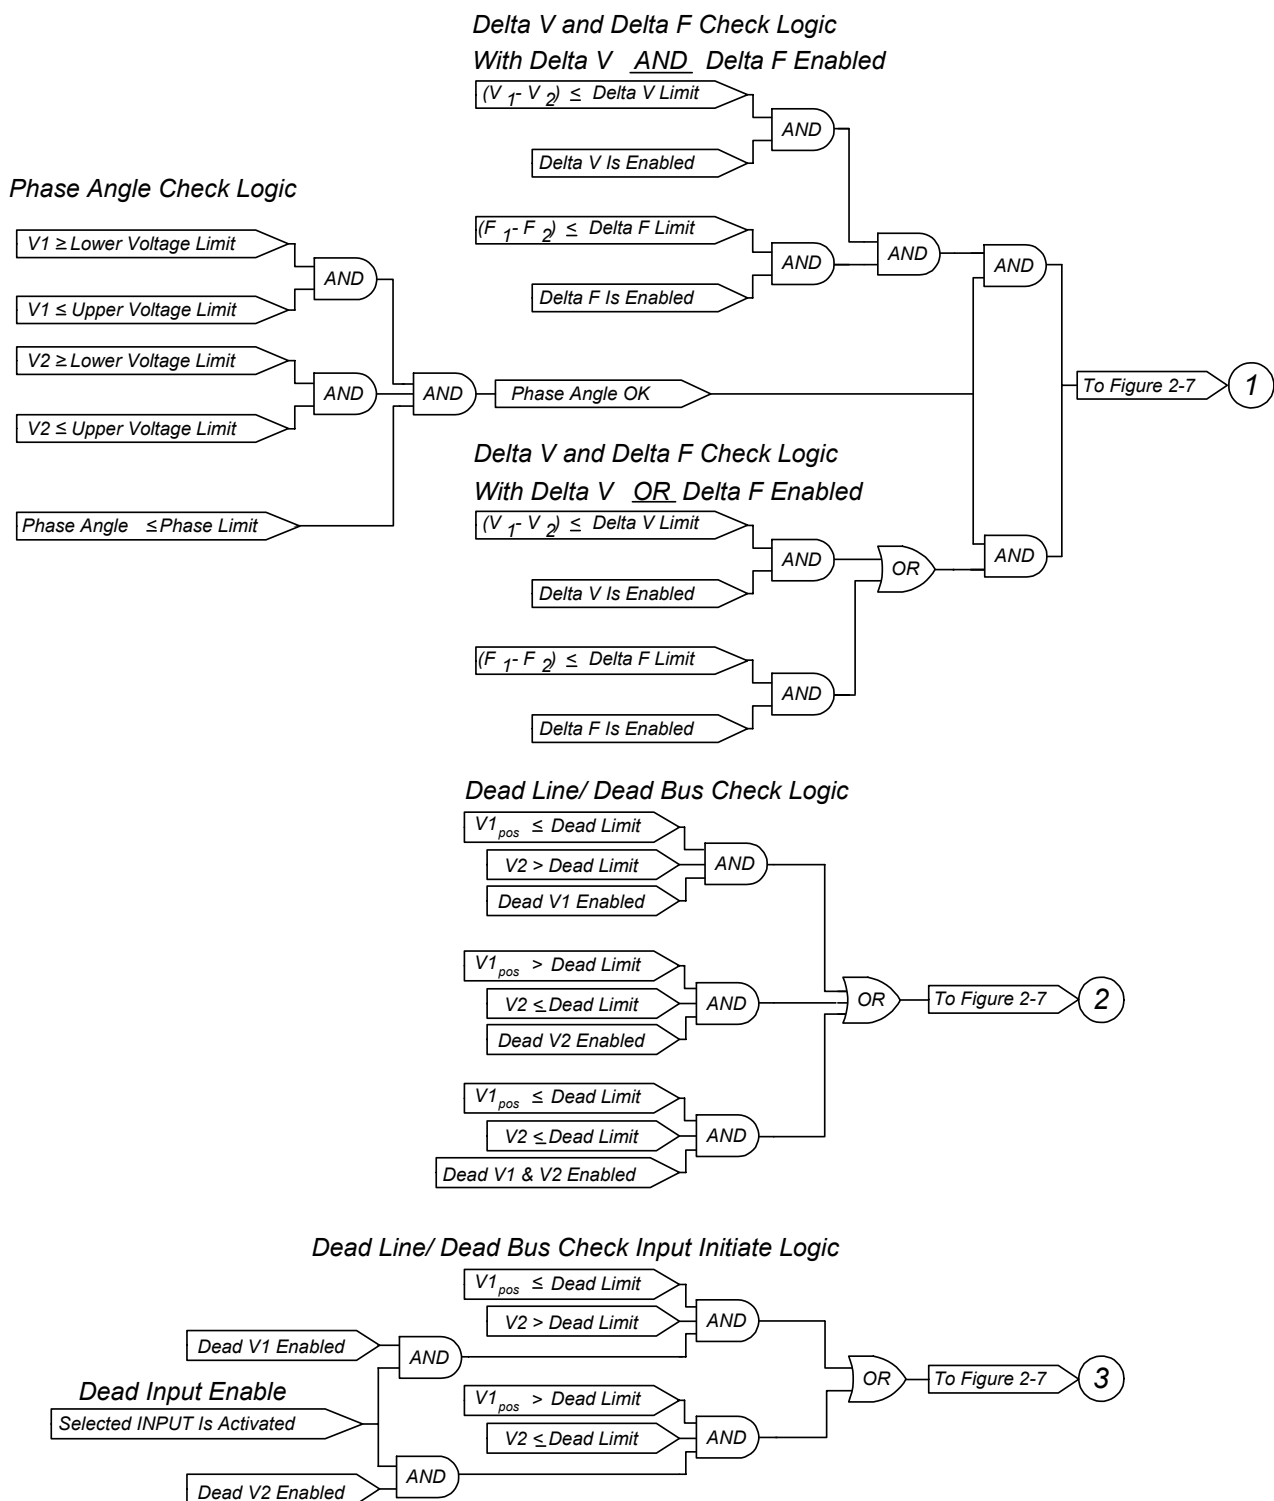 Delta V and Delta F Check Logic
With Delta V AND Delta F Enabled
(V 1- V 2) ≤ Delta V Limit
AND
Delta V Is Enabled
(F 1- F 2) ≤ Delta F Limit
AND
Delta F Is Enabled
AND
AND
Phase Angle Check Logic
V1 ≥ Lower Voltage Limit
AND
V1 ≤ Upper Voltage Limit
V2 ≥ Lower Voltage Limit
AND
V2 ≤ Upper Voltage Limit
AND
Phase Angle OK
Phase Angle ≤ Phase Limit
To Figure 2-7
1
Delta V and Delta F Check Logic
With Delta V OR Delta F Enabled
(V 1- V 2) ≤ Delta V Limit
AND
Delta V Is Enabled
OR
AND
(F 1- F 2) ≤ Delta F Limit
AND
Delta F Is Enabled
Dead Line/ Dead Bus Check Logic
V1pos ≤ Dead Limit
V2 > Dead Limit
AND
Dead V1 Enabled
V1pos > Dead Limit
V2 ≤ Dead Limit
AND
Dead V2 Enabled
OR
To Figure 2-7
2
V1pos ≤ Dead Limit
V2 ≤ Dead Limit
AND
Dead V1 & V2 Enabled
Dead Line/ Dead Bus Check Input Initiate Logic
V1pos ≤ Dead Limit
V2 > Dead Limit
AND
Dead V1 Enabled
AND
Dead Input Enable
Selected INPUT Is Activated
V1pos > Dead Limit
V2 ≤ Dead Limit
AND
OR
To Figure 2-7
3
AND
Dead V2 Enabled